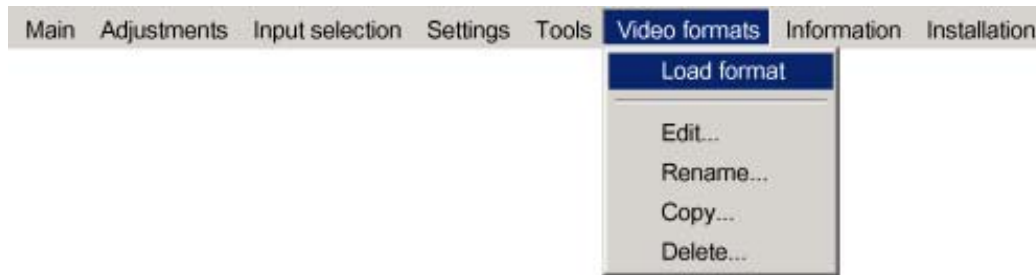 Main Adjustments Input selection Settings Tools Video formats Information Installation
Load format
Edit...
Rename...
Copy...
Delete...